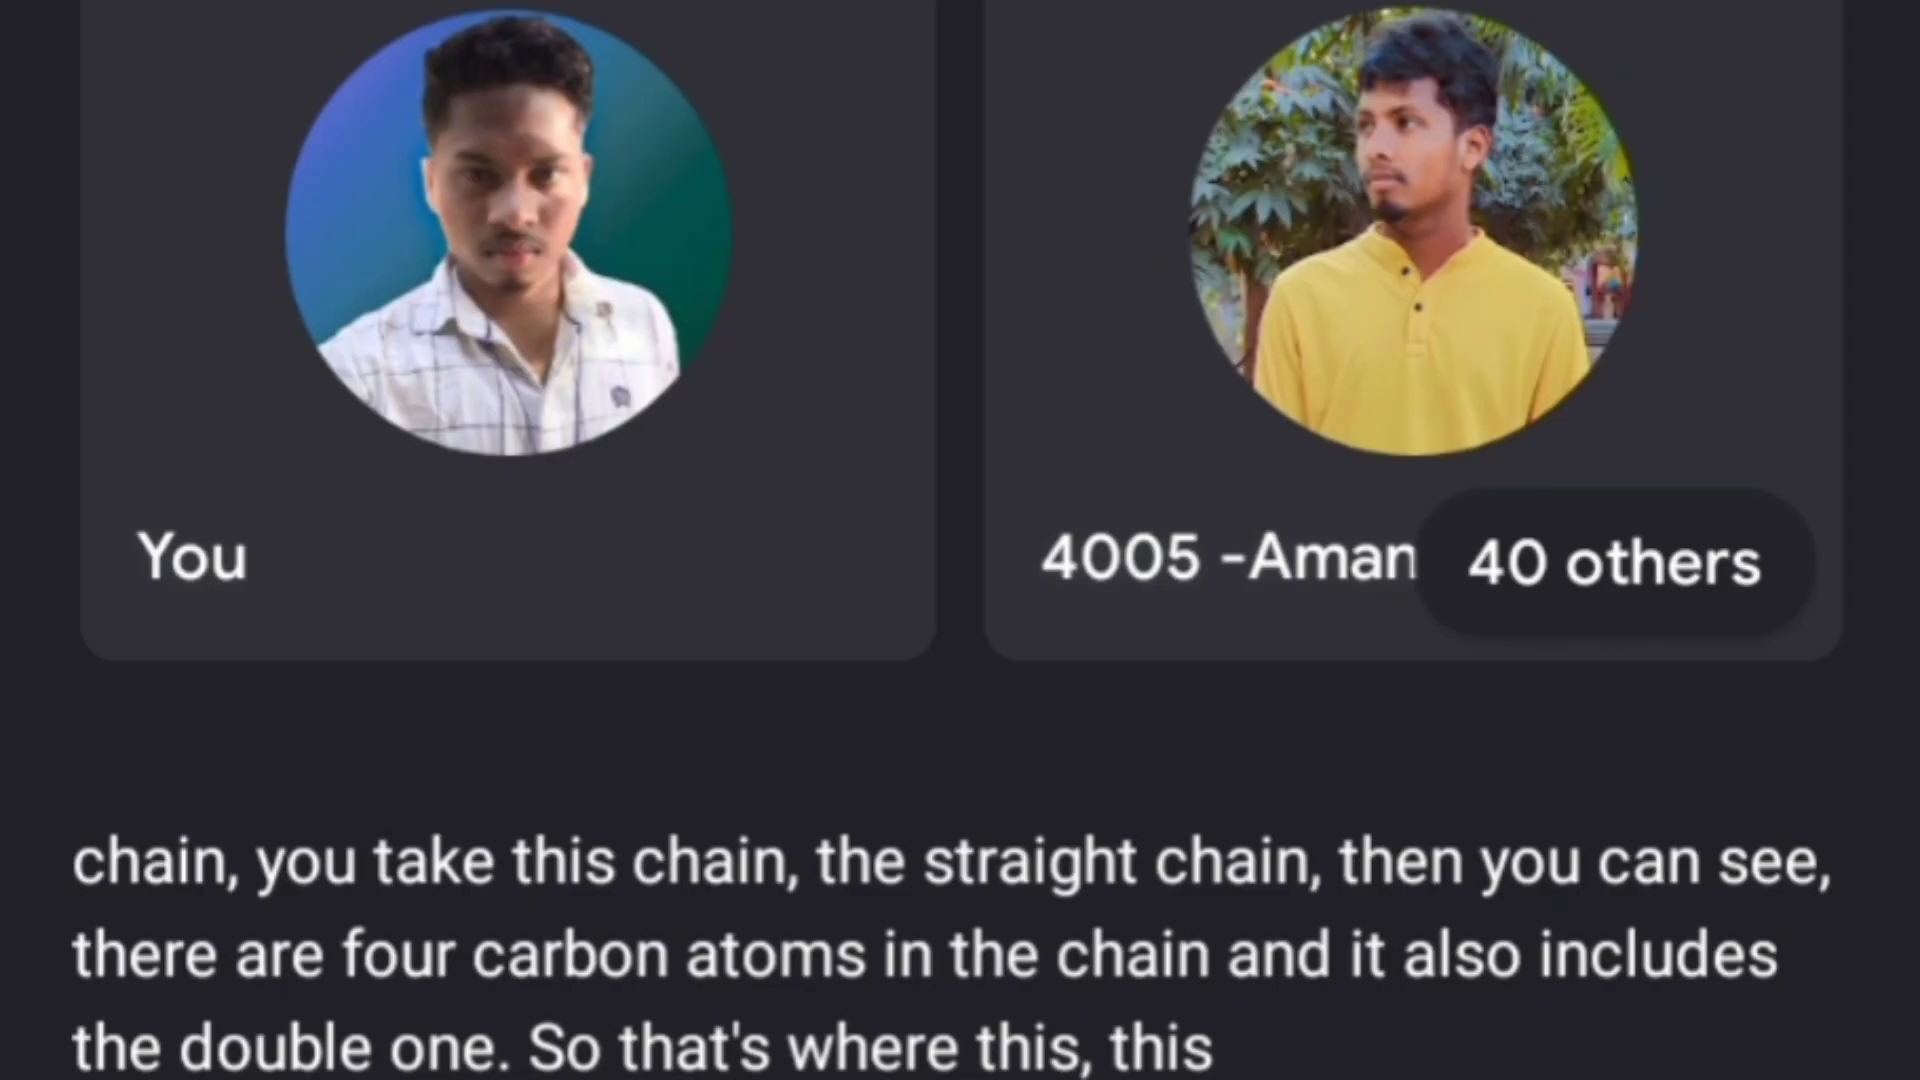 You
4005 -Aman
40 others
chain, you take this chain, the straight chain, then you can see,
there are four carbon atoms in the chain and it also includes
the double one. So that's where this, this